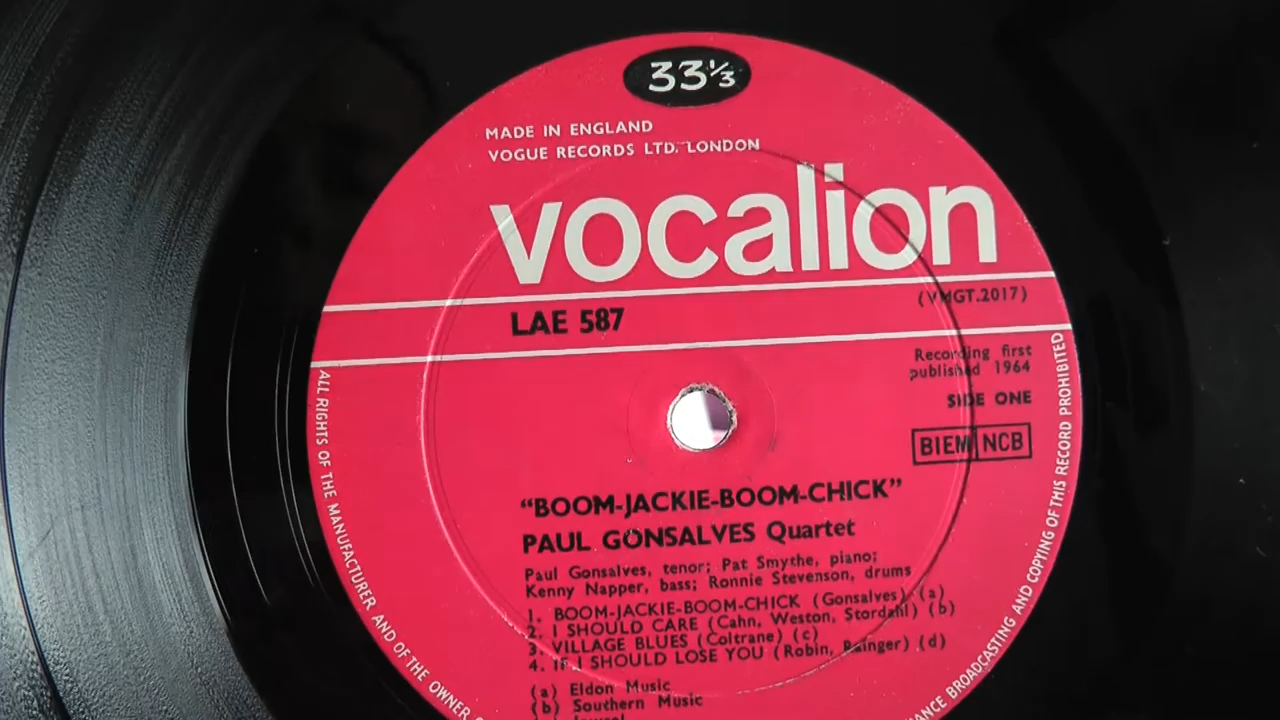 33⅓
MADE IN ENGLAND
VOGUE RECORDS LTD. LONDON
vocalion
(VMGT.2017)
LAE 587
Recording first
published 1964
SIDE ONE
BIEM NCB
"BOOM-JACKIE-BOOM-CHICK"
PAUL GONSALVES Quartet
Paul Gonsalves, tenor; Pat Smythe, piano;
Kenny Napper, bass; Ronnie Stevenson, drums
1. BOOM-JACKIE-BOOM-CHICK (Gonsalves) (a)
2. I SHOULD CARE (Cahn, Weston, Stordahl) (b)
3. VILLAGE BLUES (Coltrane) (c)
4. IF I SHOULD LOSE YOU (Robin, Rainger) (d)
(a) Eldon Music
(b) Southern Music
ALL RIGHTS OF THE MANUFACTURER AND OF THE OWNER
BROADCASTING AND COPYING OF THIS RECORD PROHIBITED